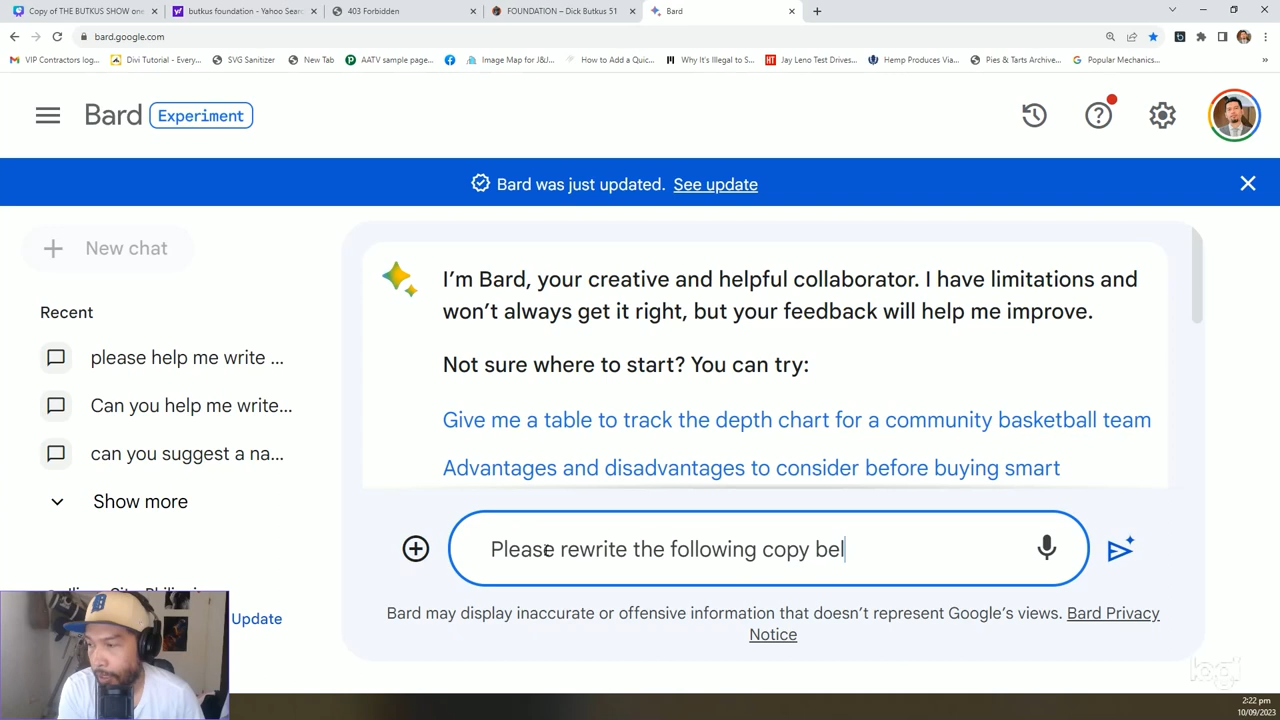 Copy of THE BUTKUS SHOW one
butkus foundation - Yahoo Sear
403 Forbidden
FOUNDATION – Dick Butkus 51
Bard
bard.google.com
VIP Contractors log...
Divi Tutorial - Every...
SVG Sanitizer
New Tab
AATV sample page...
Image Map for J&J...
How to Add a Quic...
Why It's Illegal to S...
Jay Leno Test Drives...
Hemp Produces Via...
Pies & Tarts Archive...
Popular Mechanics...
»
Bard
Experiment
Bard was just updated. See update
New chat
Recent
please help me write ...
Can you help me write...
can you suggest a na...
Show more
Update
I'm Bard, your creative and helpful collaborator. I have limitations and
won't always get it right, but your feedback will help me improve.
Not sure where to start? You can try:
Give me a table to track the depth chart for a community basketball team
Advantages and disadvantages to consider before buying smart
Please rewrite the following copy bel
Bard may display inaccurate or offensive information that doesn't represent Google's views. Bard Privacy
Notice
logi
2:22 pm
10/09/2023